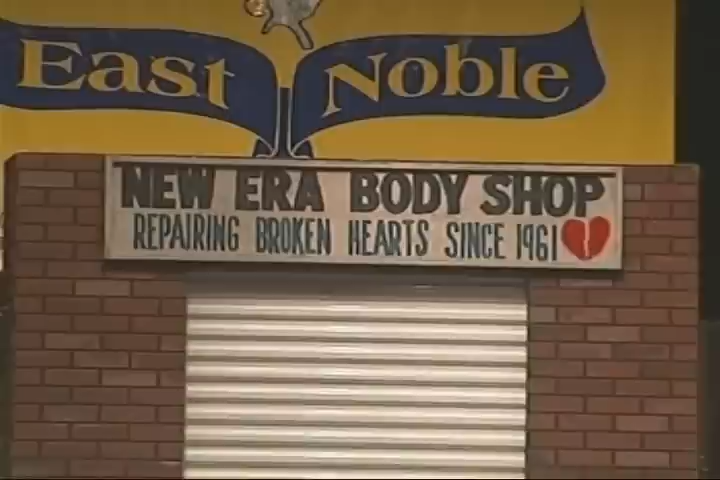 East Noble
NEW ERA BODY SHOP
REPAIRING BROKEN HEARTS SINCE 1961